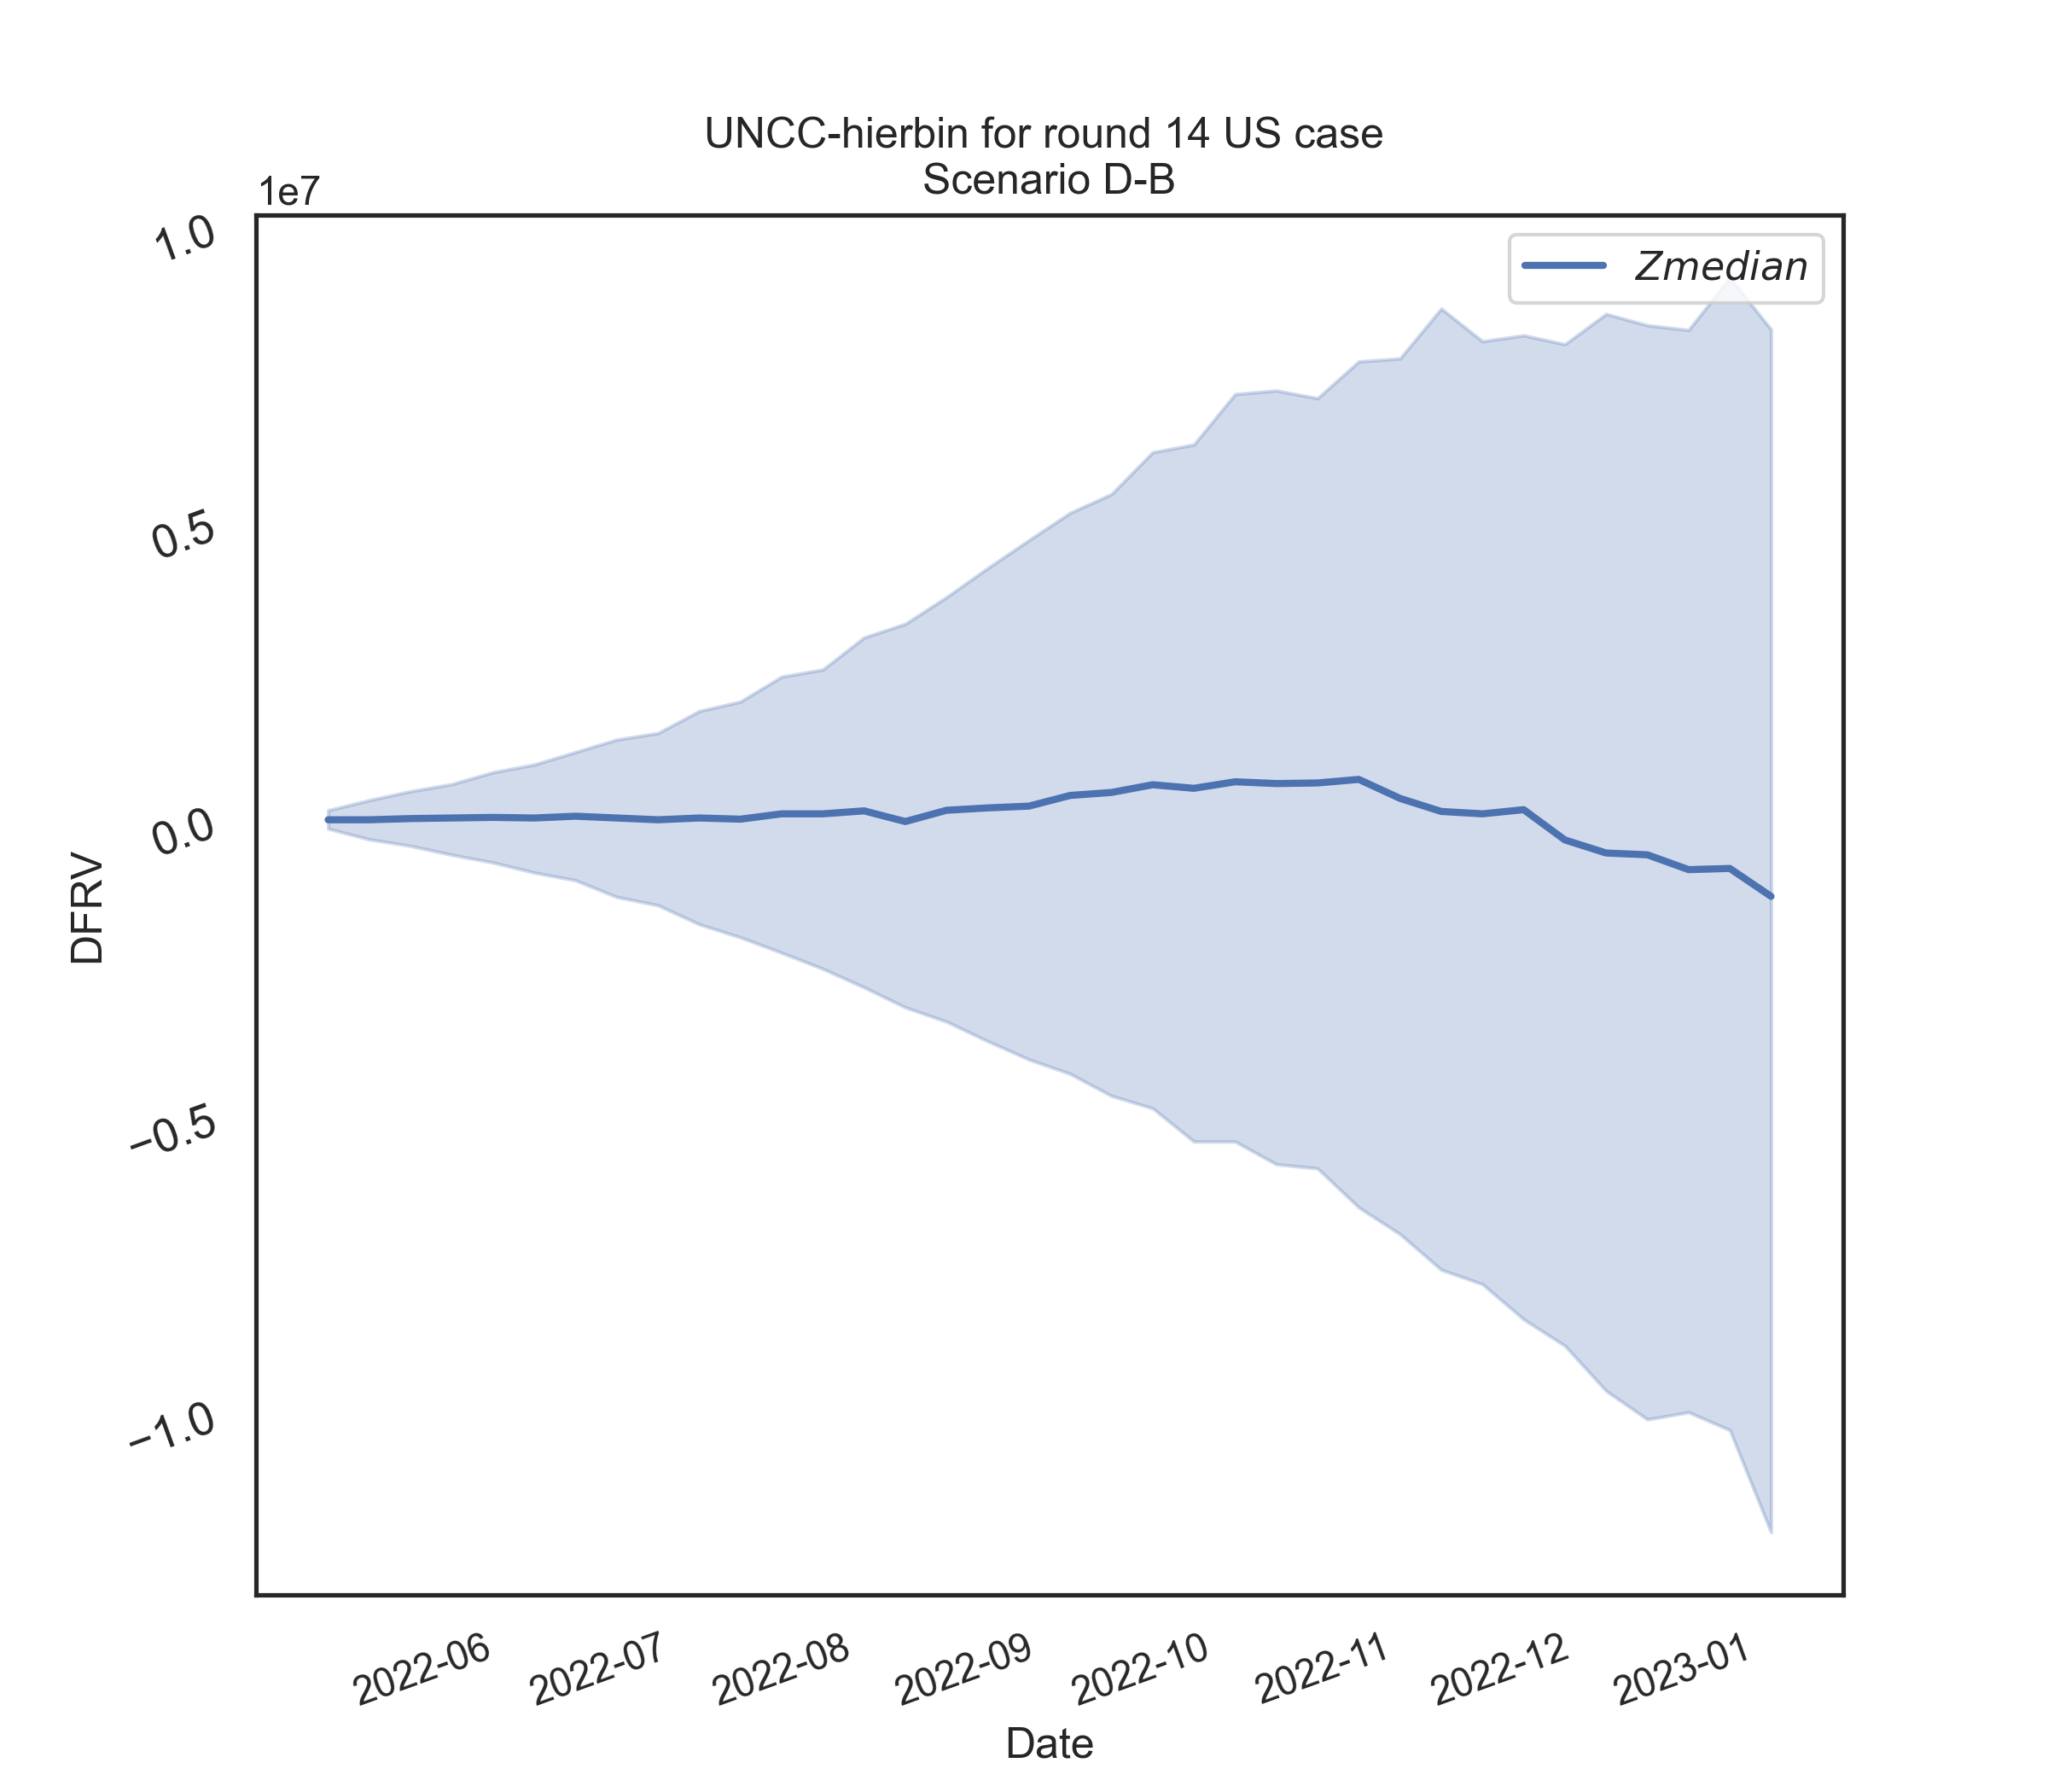 UNCC-hierbin for round 14 US case
Scenario D-B
1e7
Zmedian
1.0
0.5
0.0
−0.5
−1.0
DFRV
2022-06
2022-07
2022-08
2022-09
2022-10
2022-11
2022-12
2023-01
Date